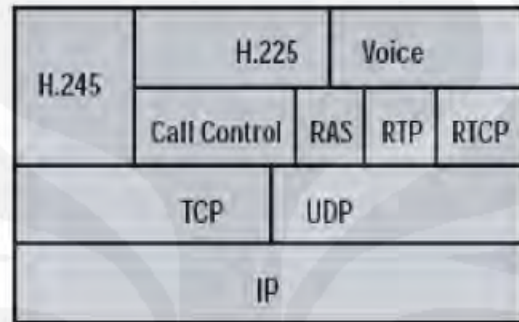 H.225 Voice
H.245
Call Control RAS RTP RTCP
TCP UDP
IP